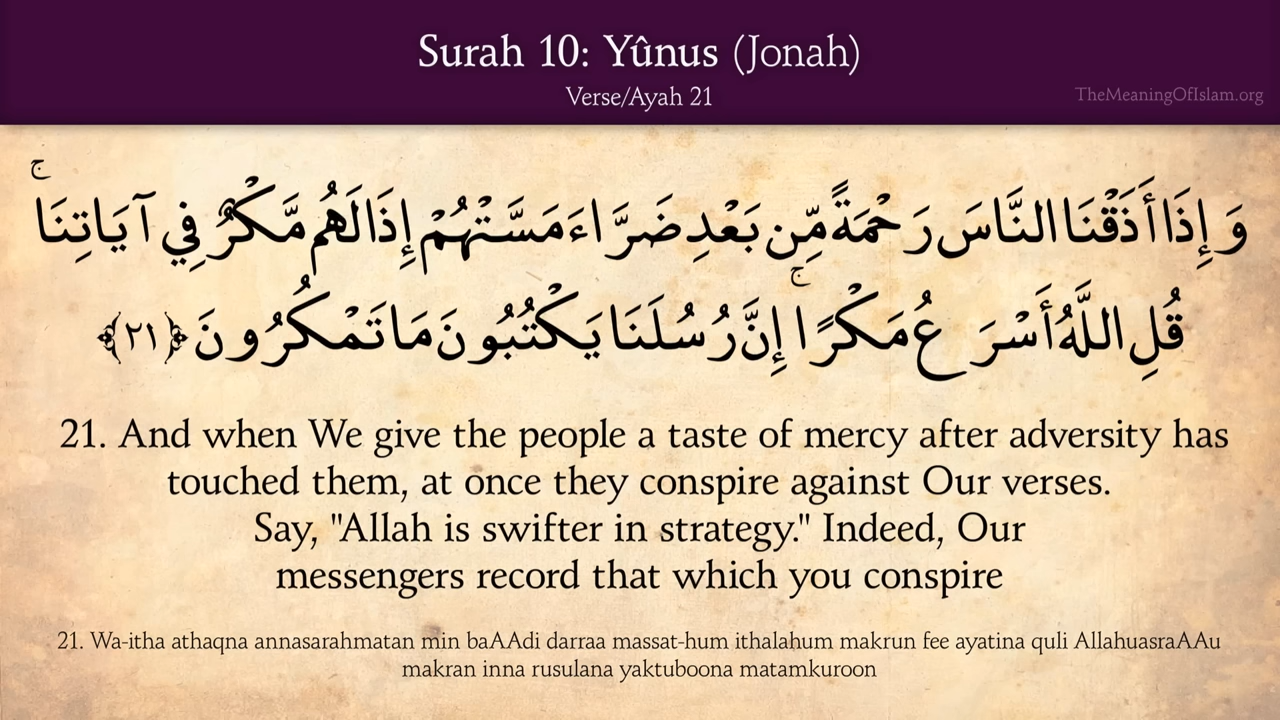 Surah 10: Yûnus (Jonah)
Verse/Ayah 21
TheMeaningOfIslam.org
وَإِذَا أَذَقْنَا النَّاسَ رَحْمَةً مِّن بَعْدِ ضَرَّاءَ مَسَّتْهُمْ إِذَا لَهُم مَّكْرٌ فِي آيَاتِنَا ۚ
قُلِ اللَّهُ أَسْرَعُ مَكْرًا ۚ إِنَّ رُسُلَنَا يَكْتُبُونَ مَا تَمْكُرُونَ ﴿٢١﴾
21. And when We give the people a taste of mercy after adversity has
touched them, at once they conspire against Our verses.
Say, "Allah is swifter in strategy." Indeed, Our
messengers record that which you conspire
21. Wa-itha athaqna annasarahmatan min baAAdi darraa massat-hum ithalahum makrun fee ayatina quli AllahuasraAAu
makran inna rusulana yaktuboona matamkuroon